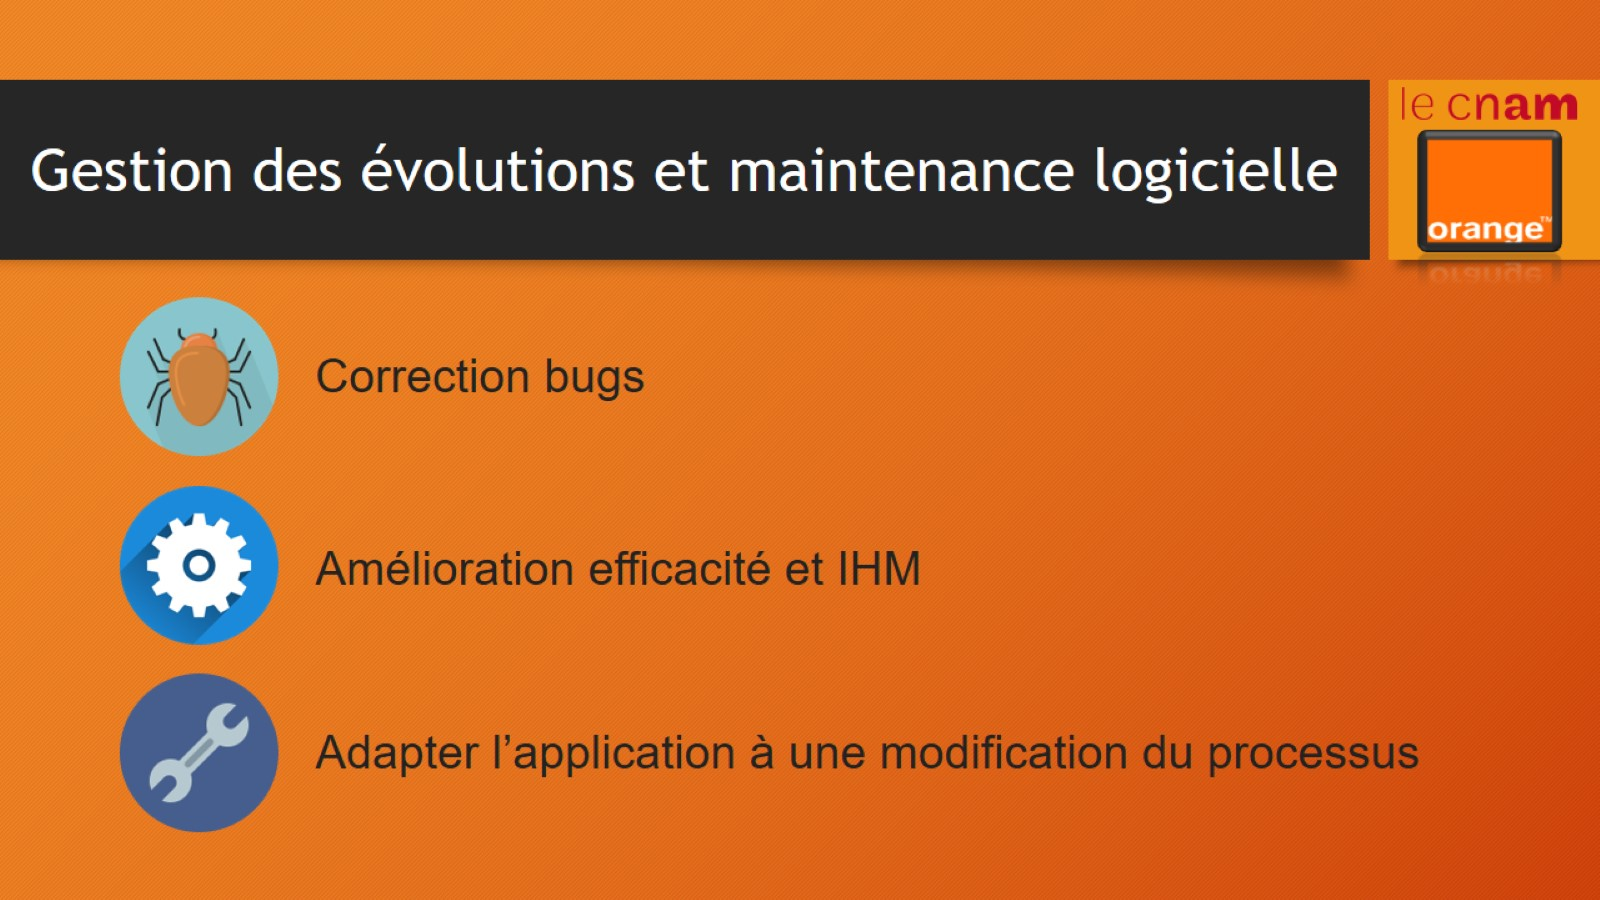 le cnam
Gestion des évolutions et maintenance logicielle
orange™
Correction bugs
Amélioration efficacité et IHM
Adapter l’application à une modification du processus